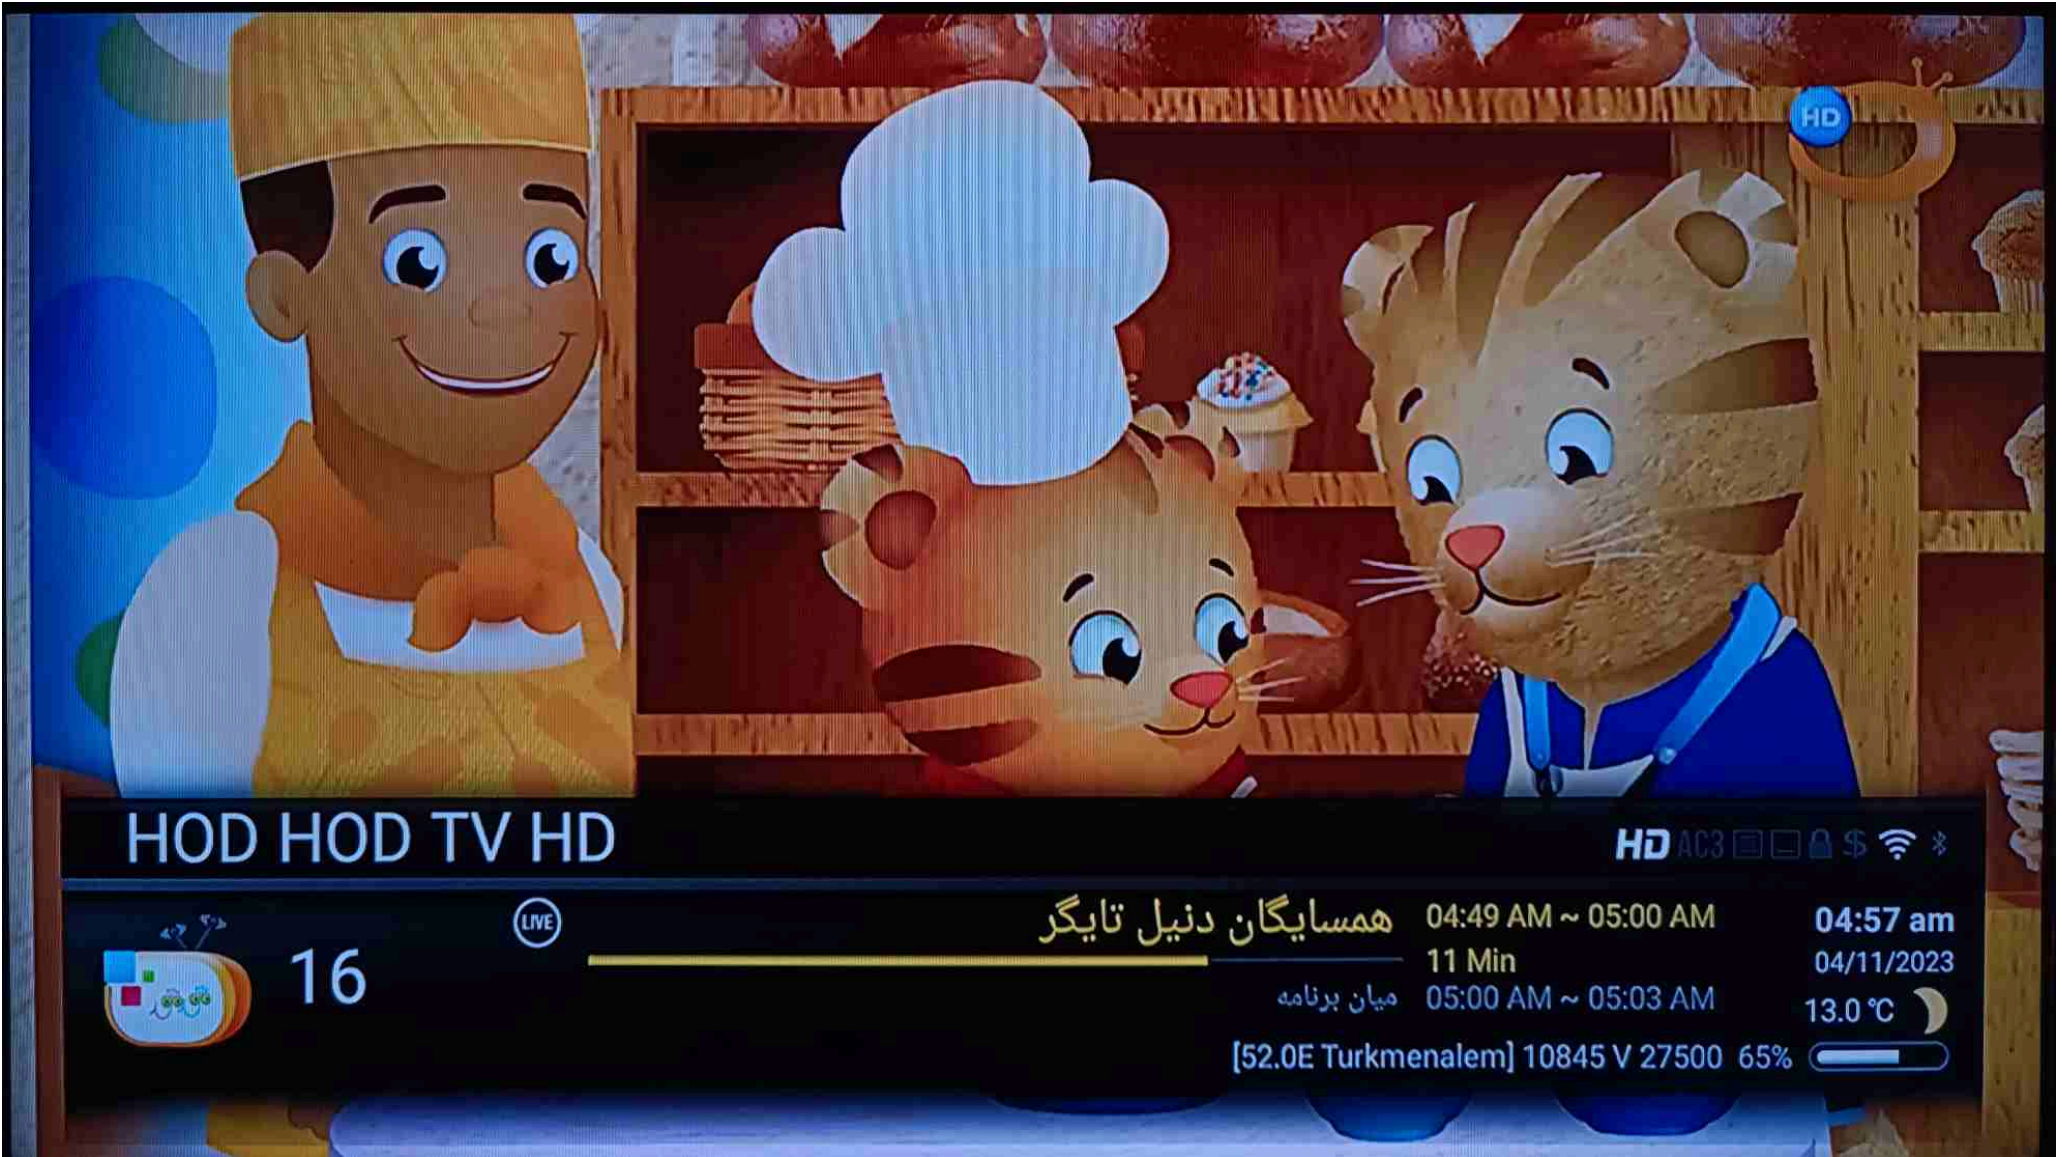 HD
HOD HOD TV HD
HD AC3 $
LIVE
همسایگان دنیل تایگر 04:49 AM ~ 05:00 AM
04:57 am
16
11 Min
04/11/2023
میان برنامه 05:00 AM ~ 05:03 AM
13.0 °C
[52.0E Turkmenalem] 10845 V 27500 65%